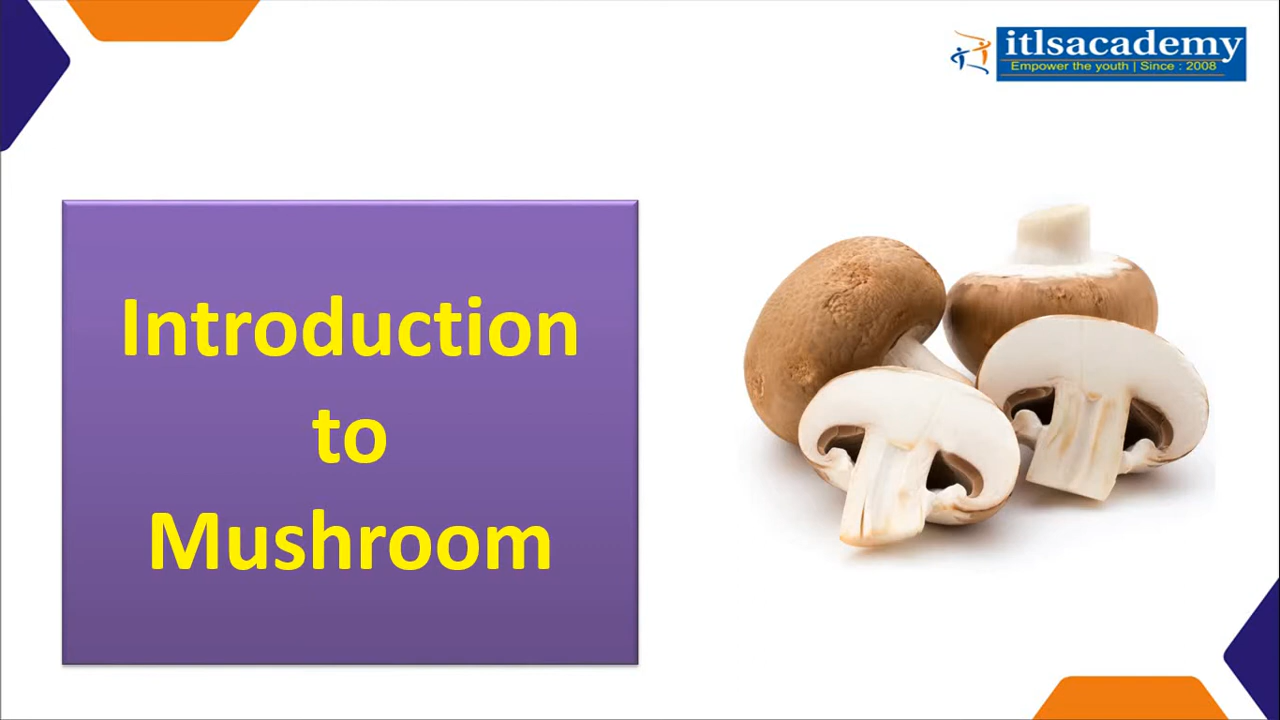 itlsacademy
Empower the youth | Since : 2008
Introduction
to
Mushroom